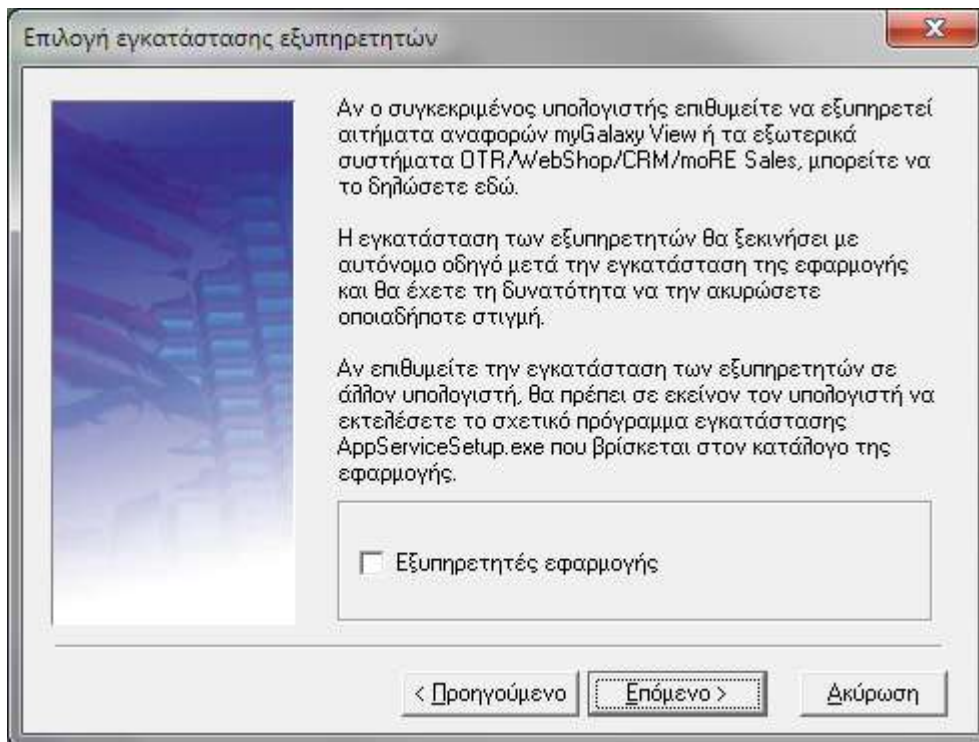 Επιλογή εγκατάστασης εξυπηρετητών
Αν ο συγκεκριμένος υπολογιστής επιθυμείτε να εξυπηρετεί
αιτήματα αναφορών myGalaxy View ή τα εξωτερικά
συστήματα OTR/WebShop/CRM/moRE Sales, μπορείτε να
το δηλώσετε εδώ.
Η εγκατάσταση των εξυπηρετητών θα ξεκινήσει με
αυτόνομο οδηγό μετά την εγκατάσταση της εφαρμογής
και θα έχετε τη δυνατότητα να την ακυρώσετε
οποιαδήποτε στιγμή.
Αν επιθυμείτε την εγκατάσταση των εξυπηρετητών σε
άλλον υπολογιστή, θα πρέπει σε εκείνον τον υπολογιστή να
εκτελέσετε το σχετικό πρόγραμμα εγκατάστασης
AppServiceSetup.exe που βρίσκεται στον κατάλογο της
εφαρμογής.
Εξυπηρετητές εφαρμογής
< Προηγούμενο Επόμενο > Ακύρωση